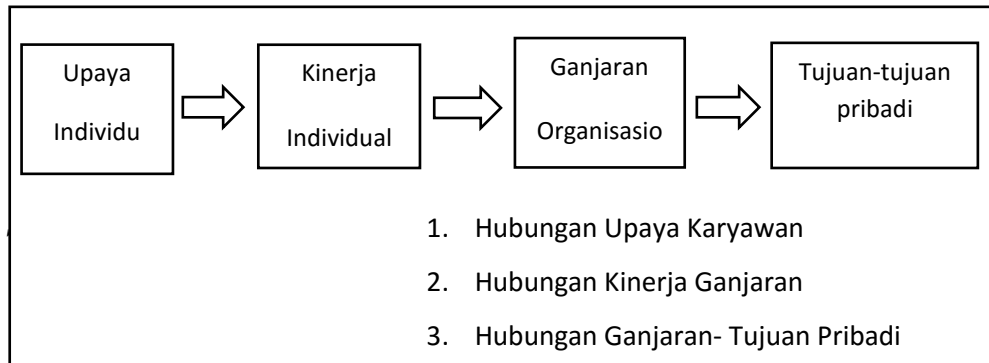 Upaya
Individu
Kinerja
Individual
Ganjaran
Organisasio
Tujuan-tujuan
pribadi
1. Hubungan Upaya Karyawan
2. Hubungan Kinerja Ganjaran
3. Hubungan Ganjaran- Tujuan Pribadi